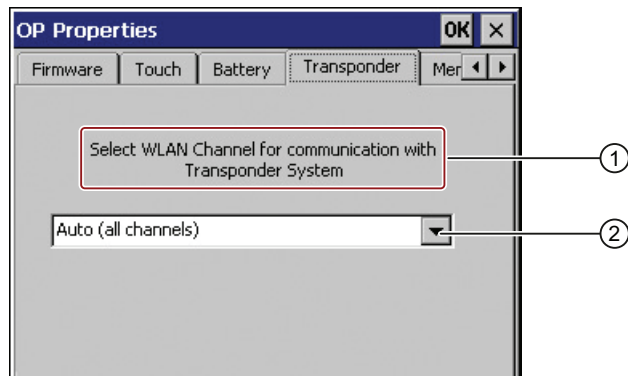 OP Properties OK ×
Firmware Touch Battery Transponder Mer
Select WLAN Channel for communication with
Transponder System
Auto (all channels)
1
2